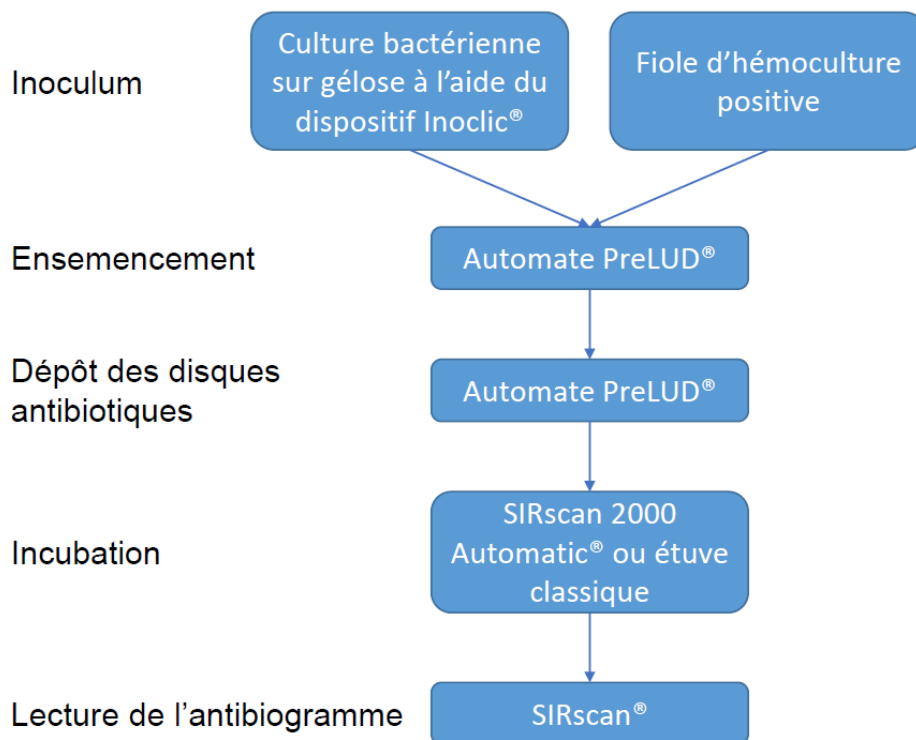 Inoculum
Culture bactérienne
sur gélose à l’aide du
dispositif Inoclic®
Fiole d’hémoculture
positive
Ensemencement
Automate PreLUD®
Dépôt des disques
antibiotiques
Automate PreLUD®
Incubation
SIRscan 2000
Automatic® ou étuve
classique
Lecture de l’antibiogramme
SIRscan®